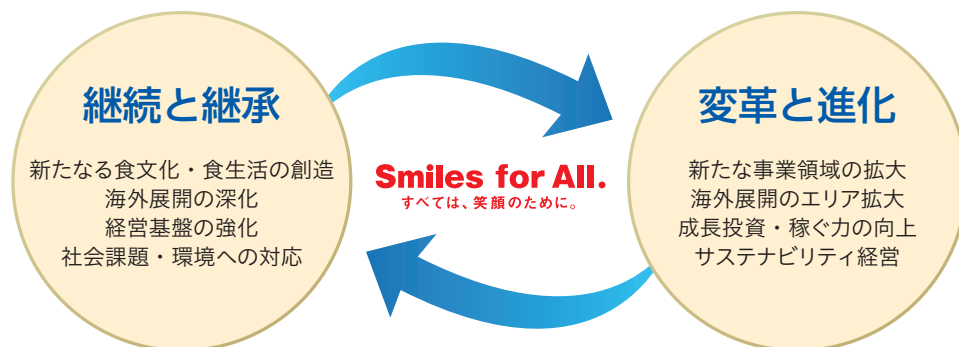 継続と継承
新たなる食文化・食生活の創造
海外展開の深化
経営基盤の強化
社会課題・環境への対応
Smiles for All.
すべては、笑顔のために。
変革と進化
新たな事業領域の拡大
海外展開のエリア拡大
成長投資・稼ぐ力の向上
サステナビリティ経営